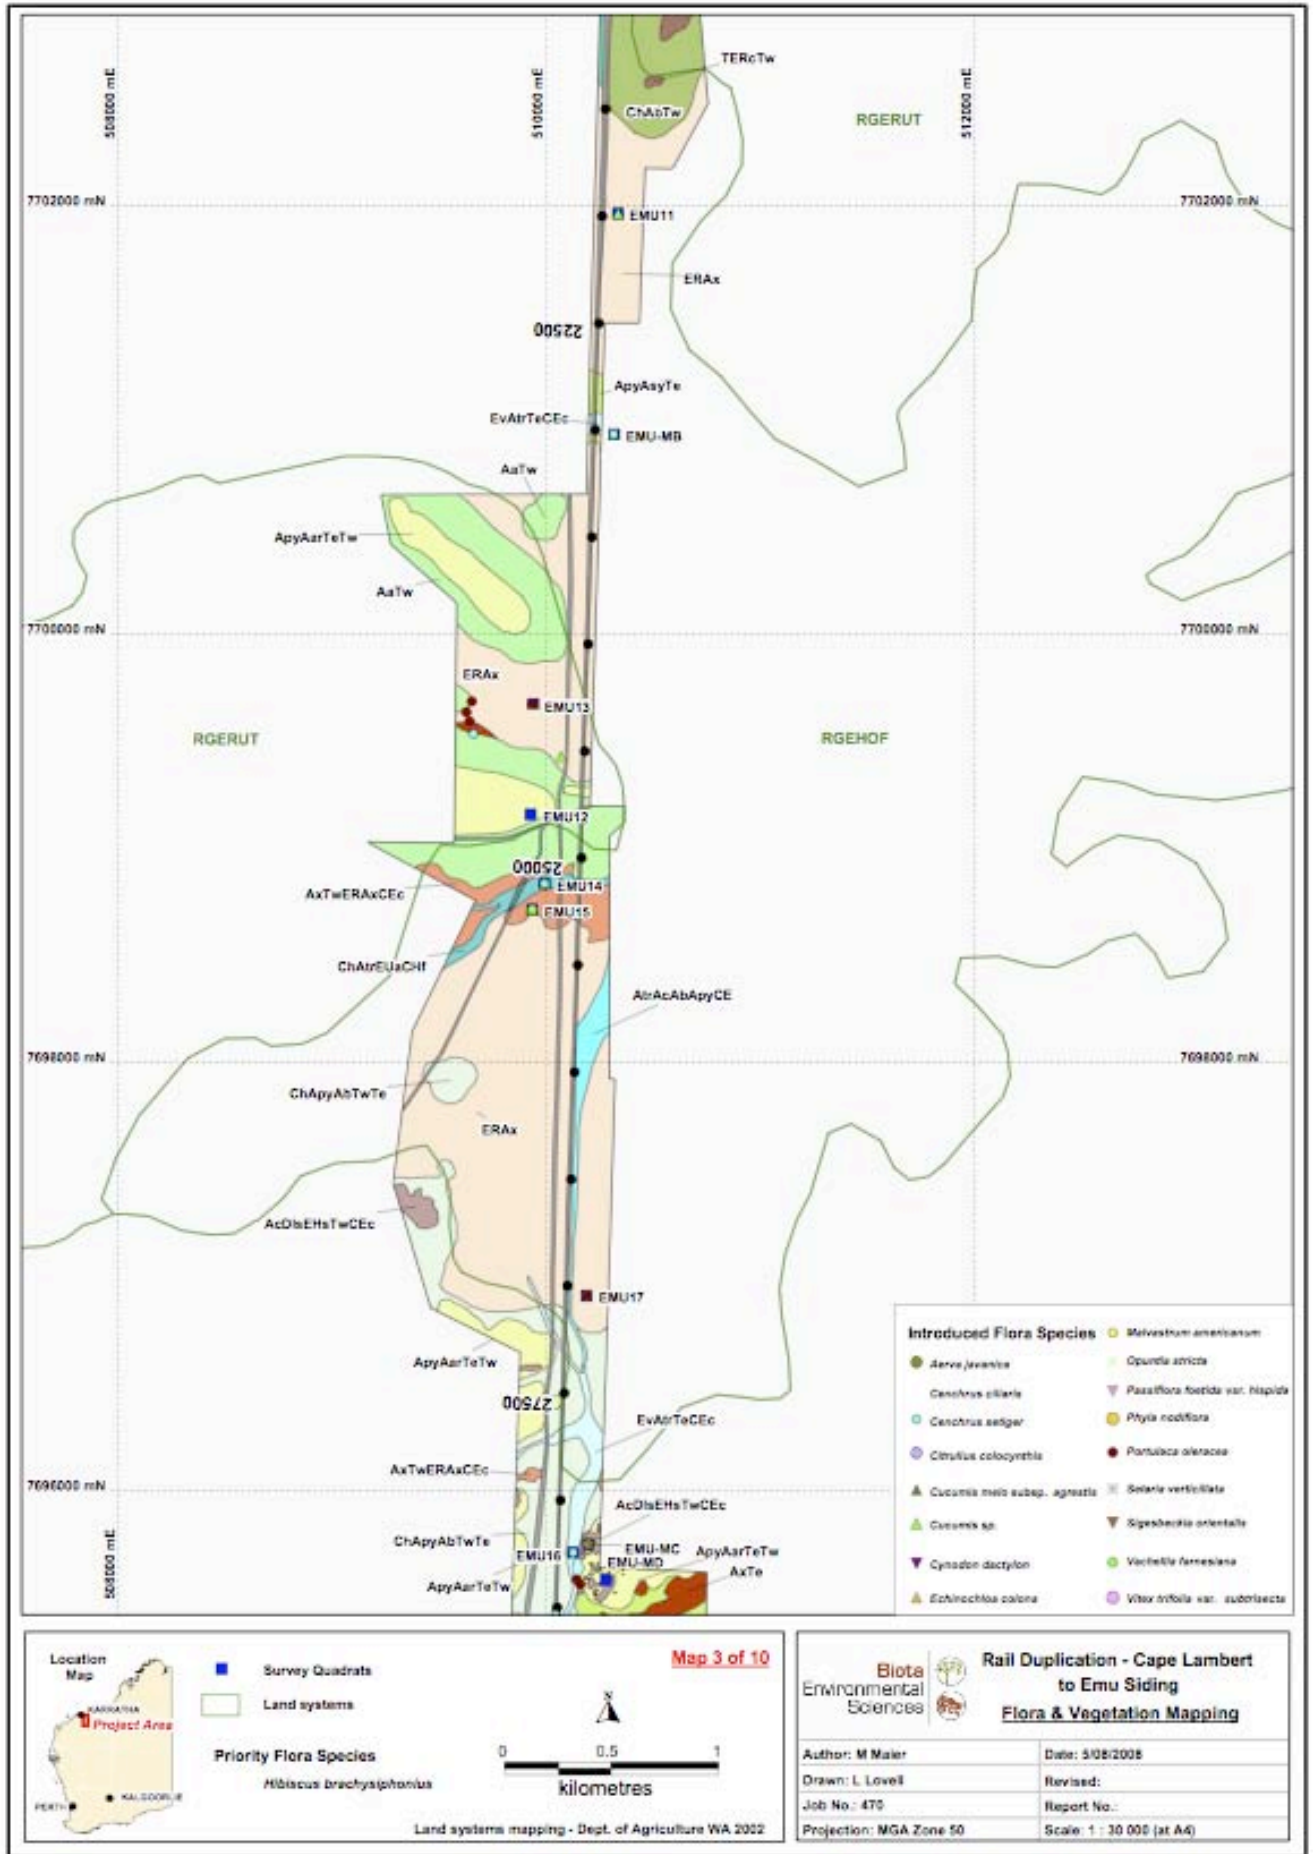 508000 mE
510000 mE
512000 mE
TERcTw
ChAbTw
RGERUT
7702000 mN
7702000 mN
EMU11
ERAx
22500
ApyAsyTe
EvAtrTeCEc
EMU-MB
AaTw
ApyAarTeTw
AaTw
7700000 mN
7700000 mN
ERAx
EMU13
RGERUT
RGEHOF
EMU12
25000
EMU14
AxTwERAxCEc
EMU15
ChAtrEUaCHf
AtrAcAbApyCE
7698000 mN
7698000 mN
ChApyAbTwTe
ERAx
AcDIsEHsTwCEc
EMU17
ApyAarTeTw
27500
EvAtrTeCEc
AxTwERAxCEc
7696000 mN
AcDIsEHsTwCEc
ChApyAbTwTe
EMU-MC
EMU16
EMU-MD
ApyAarTeTw
AxTe
ApyAarTeTw
508000 mE
Introduced Flora Species
Aerva javanica
Cenchrus ciliaris
Cenchrus setiger
Citrullus colocynthis
Cucumis melo subsp. agrestis
Cucumis sp.
Cynodon dactylon
Echinochloa colona
Malvastrum americanum
Opuntia stricta
Passiflora foetida var. hispida
Phyla nodiflora
Portulaca oleracea
Setaria verticillata
Sigesbeckia orientalis
Vachellia farnesiana
Vitex trifolia var. subtrisecta
Location
Map
KARRATHA
Project Area
PERTH
KALGOORLIE
Survey Quadrats
Land systems
Priority Flora Species
Hibiscus brachysiphonius
Map 3 of 10
N
0 0.5 1
kilometres
Land systems mapping - Dept. of Agriculture WA 2002
Biota
Environmental
Sciences
Rail Duplication - Cape Lambert
to Emu Siding
Flora & Vegetation Mapping
Author: M Maier
Date: 5/08/2008
Drawn: L Lovell
Revised:
Job No.: 470
Report No.:
Projection: MGA Zone 50
Scale: 1 : 30 000 (at A4)